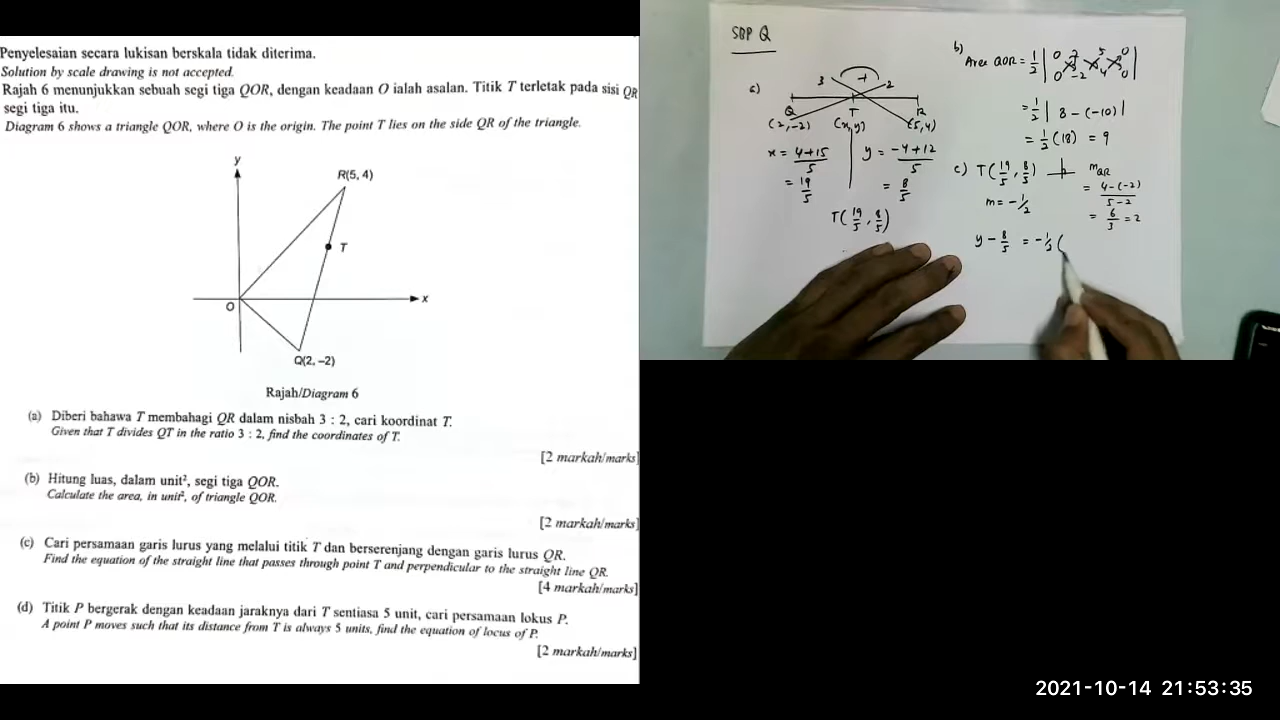 Penyelesaian secara lukisan berskala tidak diterima.
Solution by scale drawing is not accepted.
Rajah 6 menunjukkan sebuah segi tiga QOR, dengan keadaan O ialah asalan. Titik T terletak pada sisi QR
segi tiga itu.
Diagram 6 shows a triangle QOR, where O is the origin. The point T lies on the side QR of the triangle.
y
R(5, 4)
T
O
x
Q(2, −2)
Rajah/Diagram 6
(a) Diberi bahawa T membahagi QR dalam nisbah 3 : 2, cari koordinat T.
Given that T divides QT in the ratio 3 : 2, find the coordinates of T.
[2 markah/marks]
(b) Hitung luas, dalam unit², segi tiga QOR.
Calculate the area, in unit², of triangle QOR.
[2 markah/marks]
(c) Cari persamaan garis lurus yang melalui titik T dan berserenjang dengan garis lurus QR.
Find the equation of the straight line that passes through point T and perpendicular to the straight line QR.
[4 markah/marks]
(d) Titik P bergerak dengan keadaan jaraknya dari T sentiasa 5 unit, cari persamaan lokus P.
A point P moves such that its distance from T is always 5 units, find the equation of locus of P.
[2 markah/marks]
SBP Q
a)
3 2
Q T R
(2,-2) (x,y) (5,4)
x = 4+15/5 y = -4+12/5
= 19/5 = 8/5
T(19/5, 8/5)
b) Area QOR = 1/2 |
= 1/2 | 8 - (-10) |
= 1/2 (18) = 9
c) T(19/5, 8/5) mQR
= 4-(-2)/5-2
m = -1/2
= 6/3 = 2
y - 8/5 = -1/2 (
2021-10-14 21:53:35